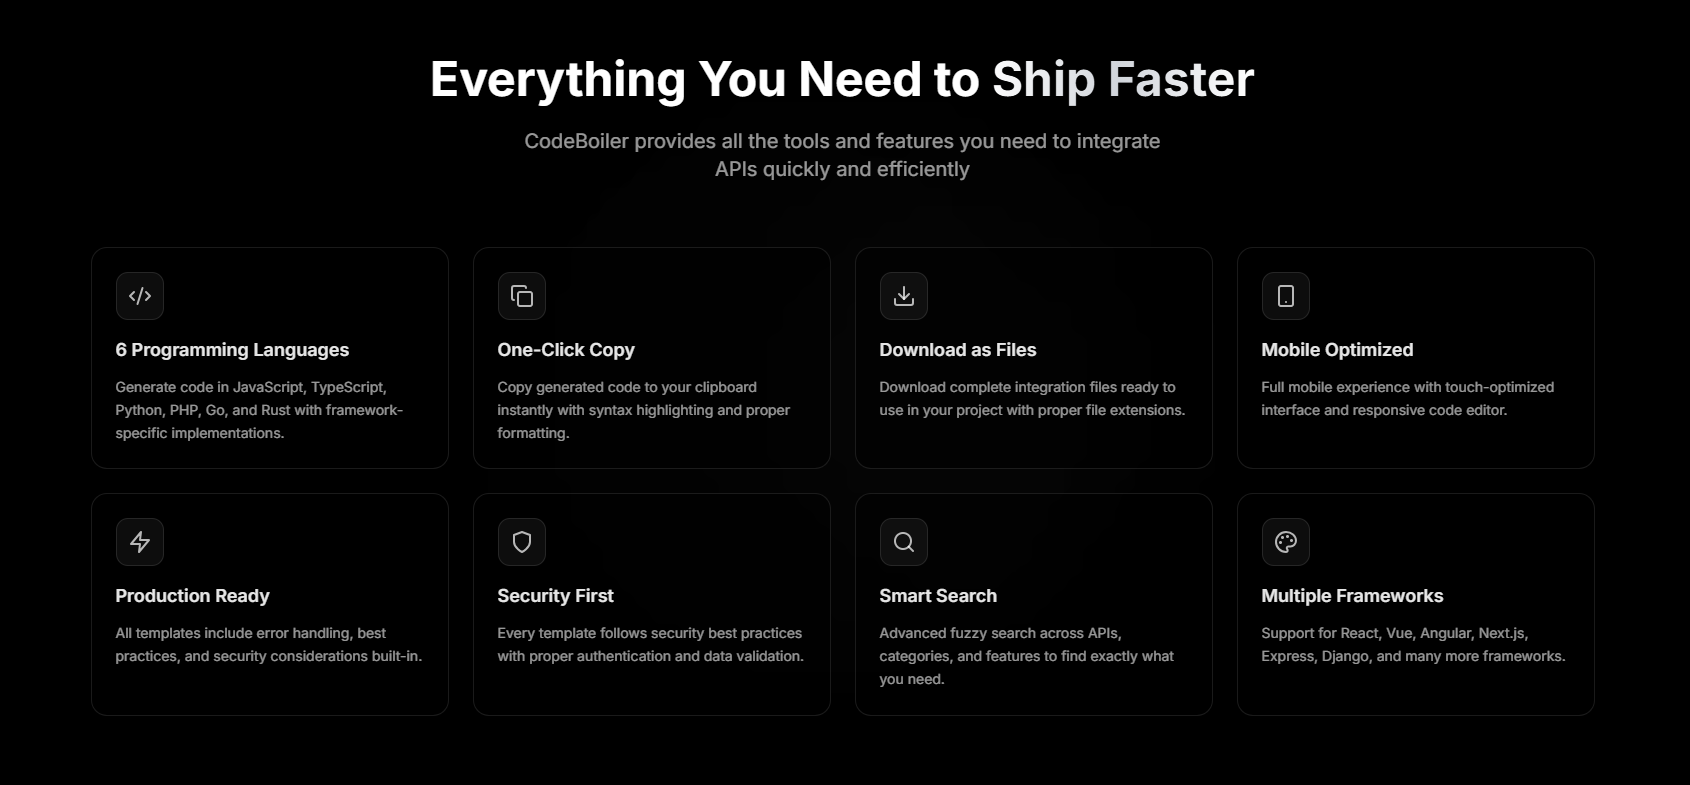 Everything You Need to Ship Faster
CodeBoiler provides all the tools and features you need to integrate
APIs quickly and efficiently
6 Programming Languages
Generate code in JavaScript, TypeScript,
Python, PHP, Go, and Rust with framework-
specific implementations.
One-Click Copy
Copy generated code to your clipboard
instantly with syntax highlighting and proper
formatting.
Download as Files
Download complete integration files ready to
use in your project with proper file extensions.
Mobile Optimized
Full mobile experience with touch-optimized
interface and responsive code editor.
Production Ready
All templates include error handling, best
practices, and security considerations built-in.
Security First
Every template follows security best practices
with proper authentication and data validation.
Smart Search
Advanced fuzzy search across APIs,
categories, and features to find exactly what
you need.
Multiple Frameworks
Support for React, Vue, Angular, Next.js,
Express, Django, and many more frameworks.